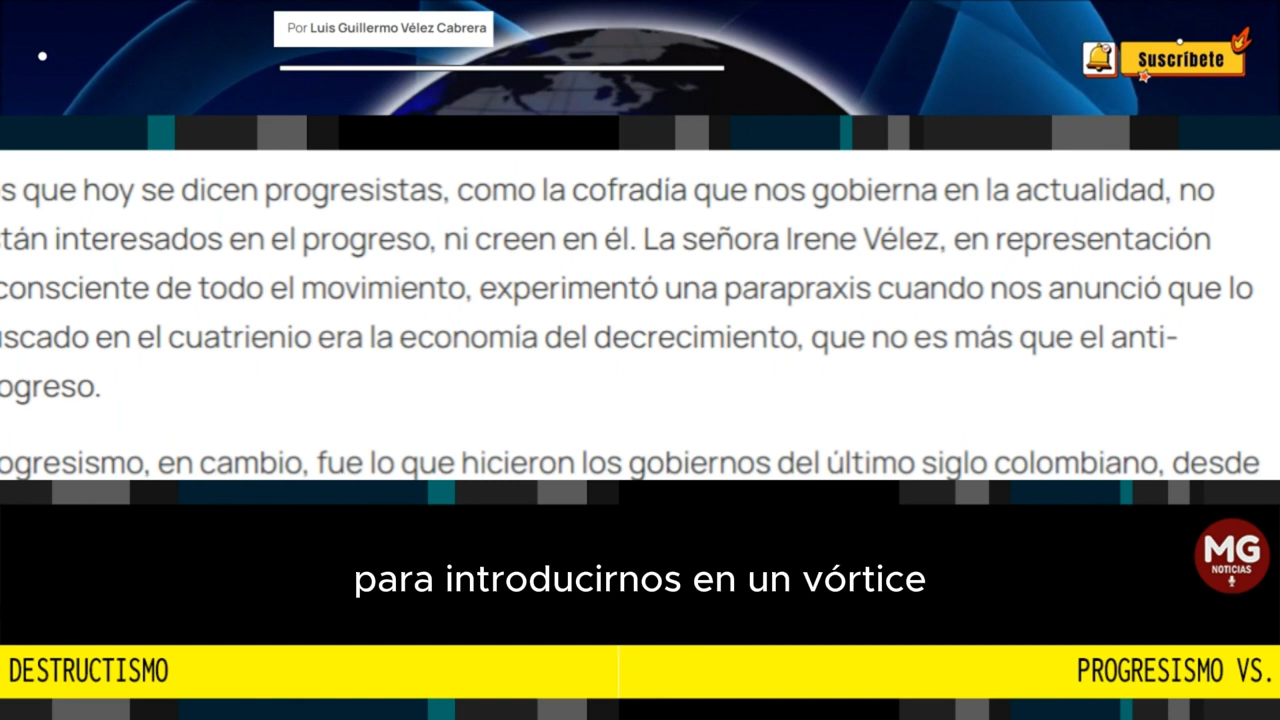 Por Luis Guillermo Vélez Cabrera
Suscríbete
s que hoy se dicen progresistas, como la cofradía que nos gobierna en la actualidad, no
tán interesados en el progreso, ni creen en él. La señora Irene Vélez, en representación
consciente de todo el movimiento, experimentó una parapraxis cuando nos anunció que lo
scado en el cuatrienio era la economía del decrecimiento, que no es más que el anti-
ogreso.
ogresismo, en cambio, fue lo que hicieron los gobiernos del último siglo colombiano, desde
para introducirnos en un vórtice
MG
NOTICIAS
DESTRUCTISMO
PROGRESISMO VS.